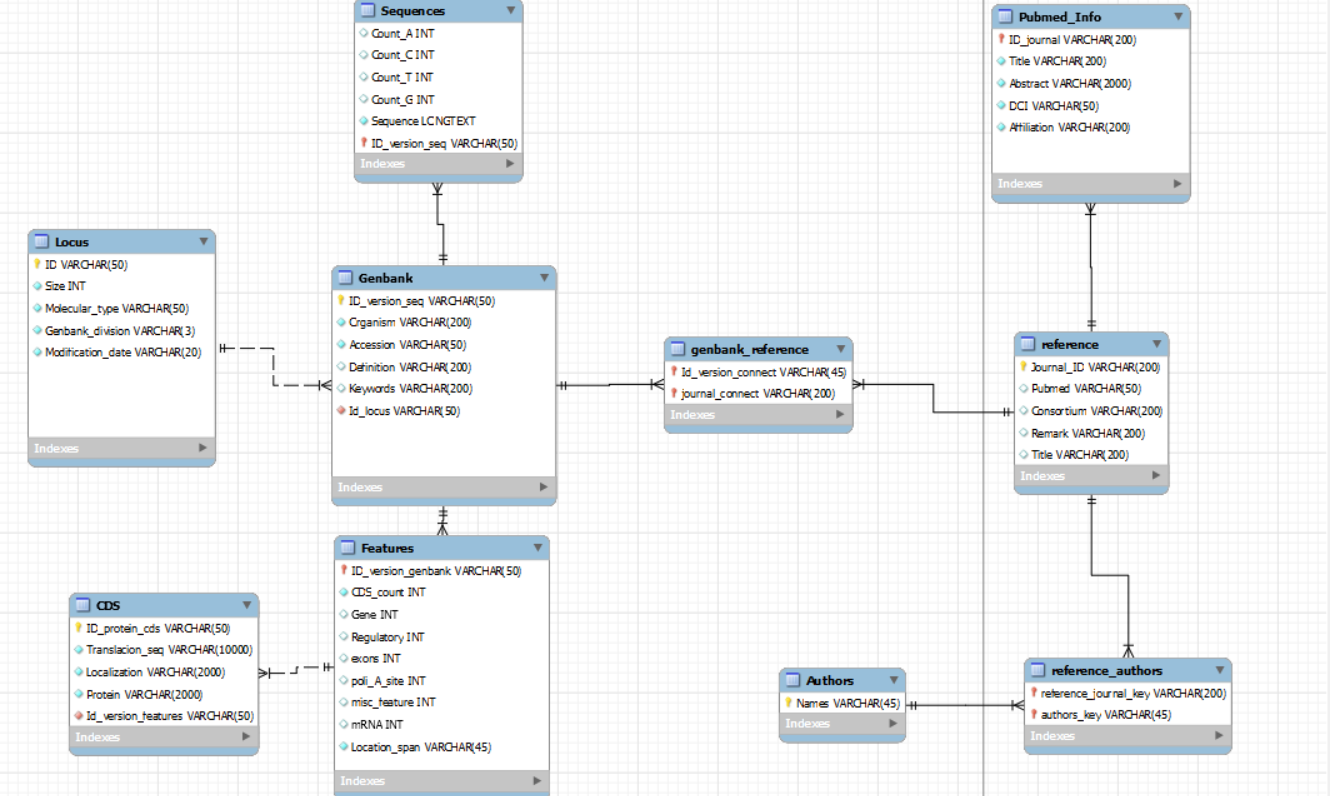 Sequences
Count_A INT
Count_C INT
Count_T INT
Count_G INT
Sequence LONGTEXT
ID_version_seq VARCHAR(50)
Indexes
Pubmed_Info
ID_journal VARCHAR(200)
Title VARCHAR(200)
Abstract VARCHAR(2000)
DOI VARCHAR(50)
Affiliation VARCHAR(200)
Indexes
Locus
ID VARCHAR(50)
Size INT
Molecular_type VARCHAR(50)
Genbank_division VARCHAR(3)
Modification_date VARCHAR(20)
Indexes
Genbank
ID_version_seq VARCHAR(50)
Organism VARCHAR(200)
Accession VARCHAR(50)
Definition VARCHAR(200)
Keywords VARCHAR(200)
Id_locus VARCHAR(50)
Indexes
genbank_reference
Id_version_connect VARCHAR(45)
journal_connect VARCHAR(200)
Indexes
reference
Journal_ID VARCHAR(200)
Pubmed VARCHAR(50)
Consortium VARCHAR(200)
Remark VARCHAR(200)
Title VARCHAR(200)
Indexes
Features
ID_version_genbank VARCHAR(50)
CDS_count INT
Gene INT
Regulatory INT
exons INT
poli_A_site INT
misc_feature INT
mRNA INT
Location_span VARCHAR(45)
Indexes
CDS
ID_protein_cds VARCHAR(50)
Translacion_seq VARCHAR(10000)
Localization VARCHAR(2000)
Protein VARCHAR(2000)
Id_version_features VARCHAR(50)
Indexes
Authors
Names VARCHAR(45)
Indexes
reference_authors
reference_journal_key VARCHAR(200)
authors_key VARCHAR(45)
Indexes